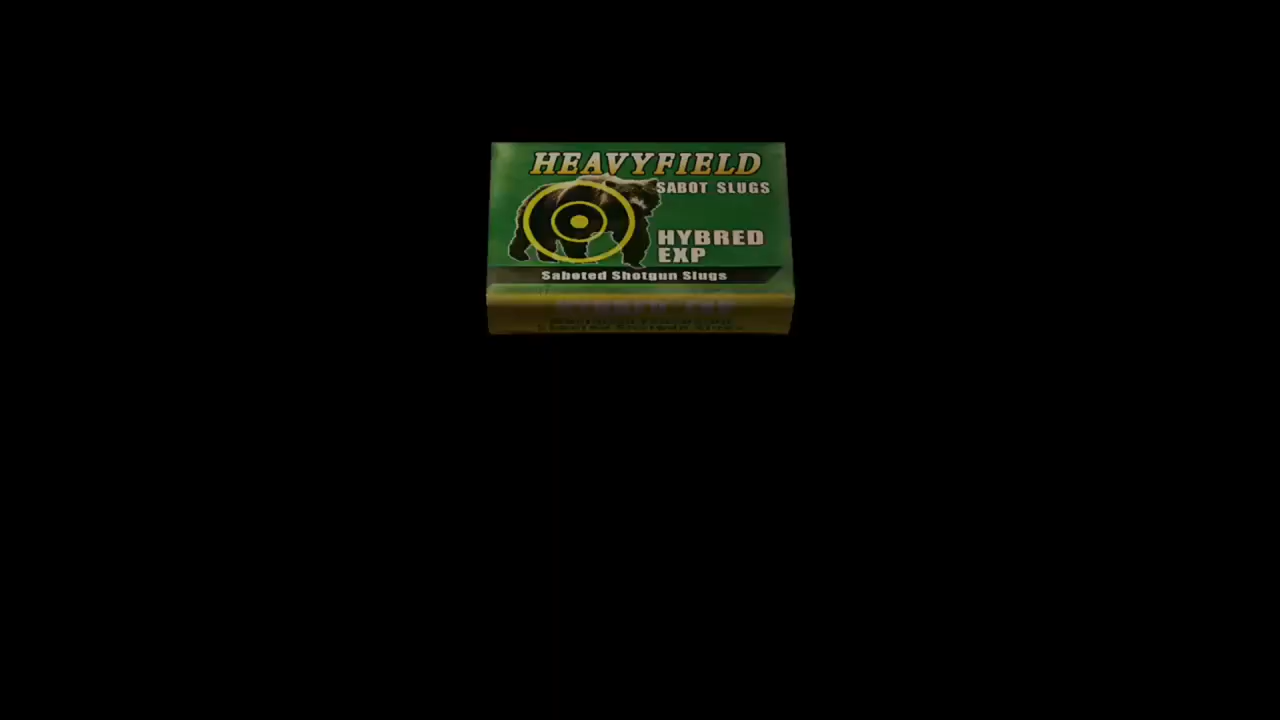 HEAVYFIELD
SABOT SLUGS
HYBRED
EXP
Saboted Shotgun Slugs